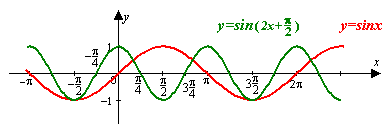 y
y=sin(2x+π/2)
y=sinx
1
-π/4
x
-π
-π/2
0
π/4
π/2
3π/4
π
3π/2
2π
-1